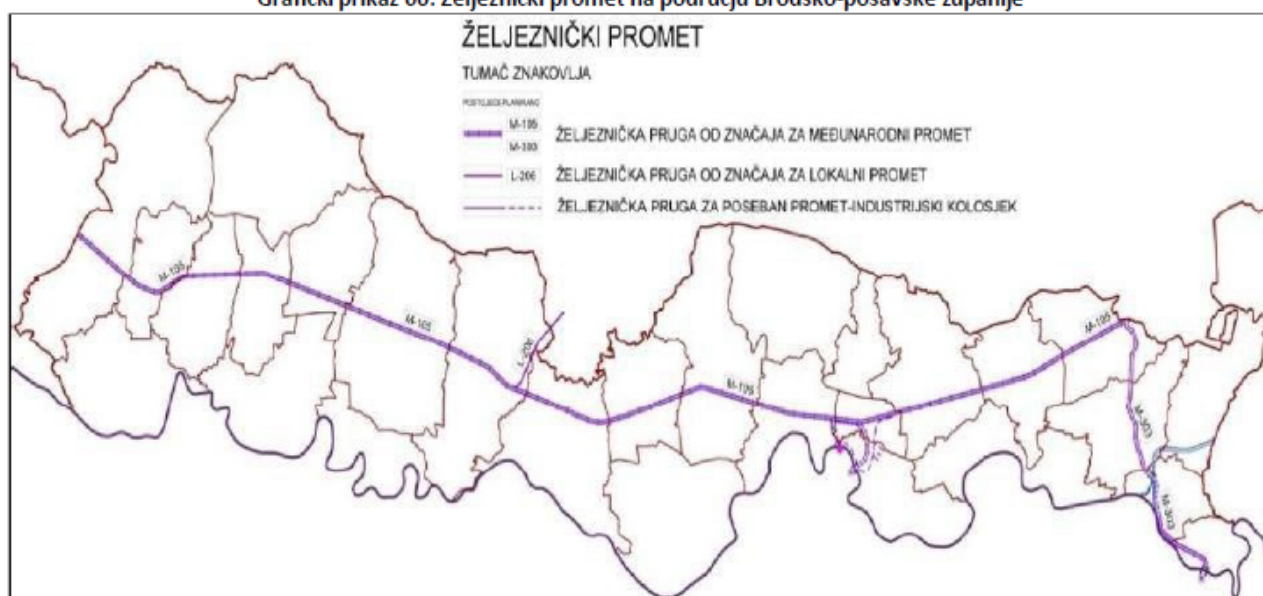 Grafički prikaz 60. Željeznički promet na području Brodsko-posavske županije
ŽELJEZNIČKI PROMET
TUMAČ ZNAKOVLJA
POSTOJEĆE PLANIRANO
M-105
M-303
ŽELJEZNIČKA PRUGA OD ZNAČAJA ZA MEĐUNARODNI PROMET
L-206
ŽELJEZNIČKA PRUGA OD ZNAČAJA ZA LOKALNI PROMET
ŽELJEZNIČKA PRUGA ZA POSEBAN PROMET-INDUSTRIJSKI KOLOSJEK
M-105
M-105
L-206
M-105
M-105
M-303
M-303